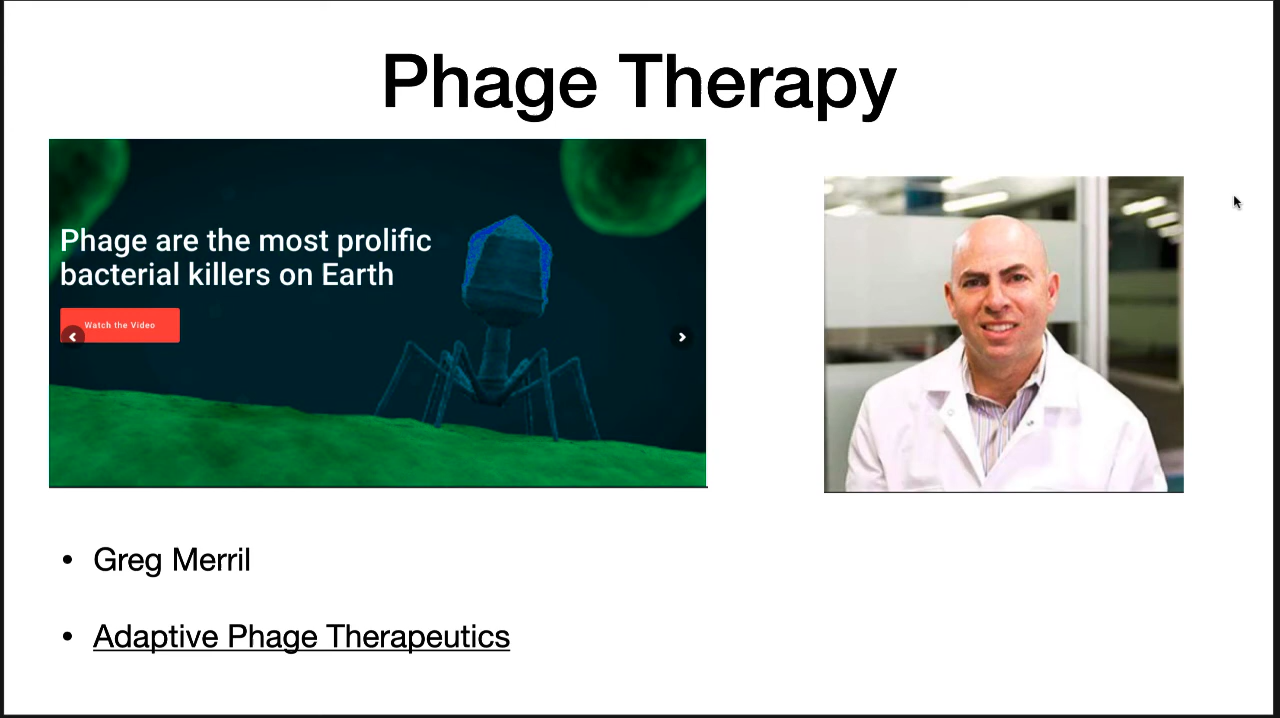 Phage Therapy
Phage are the most prolific
bacterial killers on Earth
Watch the Video
• Greg Merril
• Adaptive Phage Therapeutics